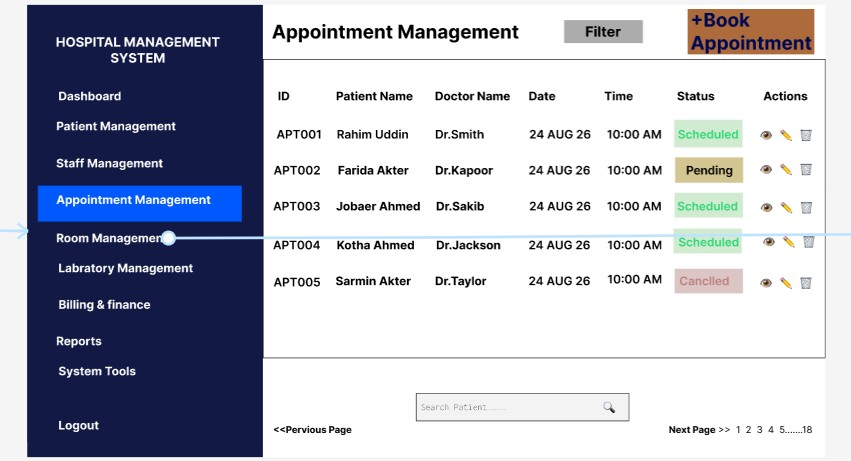 HOSPITAL MANAGEMENT
SYSTEM
Dashboard
Patient Management
Staff Management
Appointment Management
Room Management
Labratory Management
Billing & finance
Reports
System Tools
Logout
Appointment Management
Filter
+Book
Appointment
ID Patient Name Doctor Name Date Time Status Actions
APT001 Rahim Uddin Dr.Smith 24 AUG 26 10:00 AM Scheduled
APT002 Farida Akter Dr.Kapoor 24 AUG 26 10:00 AM Pending
APT003 Jobaer Ahmed Dr.Sakib 24 AUG 26 10:00 AM Scheduled
APT004 Kotha Ahmed Dr.Jackson 24 AUG 26 10:00 AM Scheduled
APT005 Sarmin Akter Dr.Taylor 24 AUG 26 10:00 AM Canclled
Search Patient......
<<Pervious Page
Next Page >> 1 2 3 4 5.......18